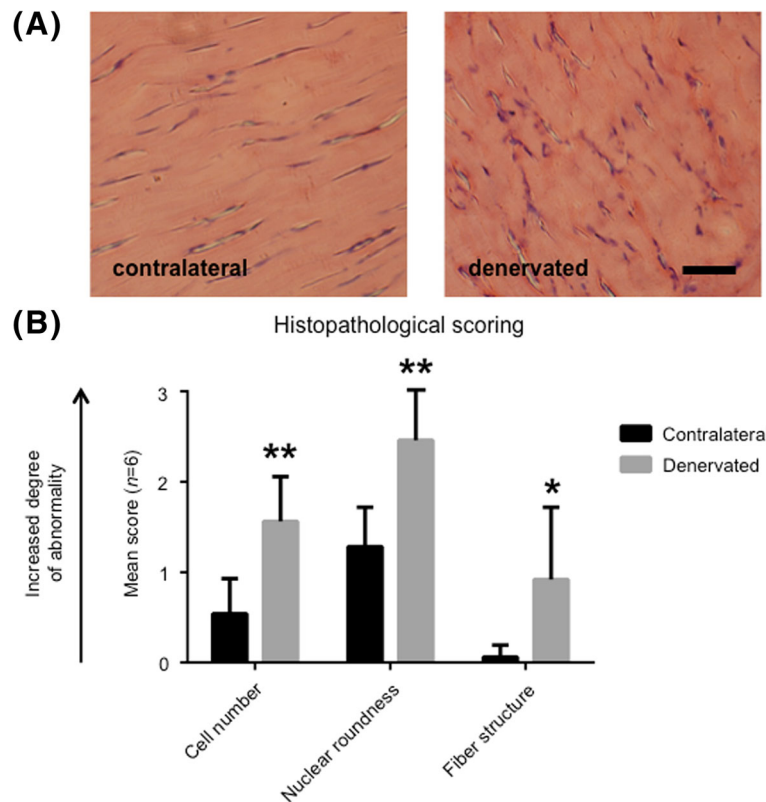 (A)
contralateral
denervated
(B)
Histopathological scoring
Increased degree
of abnormality
Mean score (n=6)
3
2
1
0
**
**
*
Contralatera
Denervated
Cell number
Nuclear roundness
Fiber structure